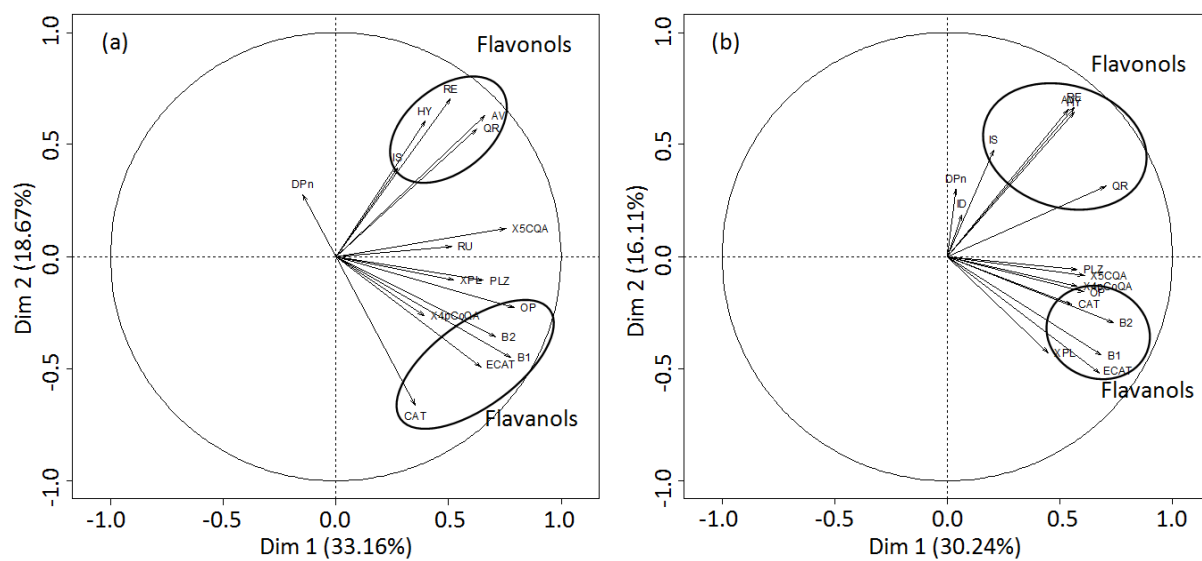 (a)
Flavonols
RE
HY
AV
QR
IS
DPn
X5CQA
RU
XPL
PLZ
OP
X4pCoQA
B2
B1
ECAT
CAT
Flavanols
1.0
0.5
0.0
-0.5
-1.0
Dim 2 (18.67%)
-1.0
-0.5
0.0
0.5
1.0
Dim 1 (33.16%)
(b)
Flavonols
RE
HY
IS
QR
DPn
ID
PLZ
X5CQA
X4pCoQA
OP
CAT
B2
B1
XPL
ECAT
Flavanols
1.0
0.5
0.0
-0.5
-1.0
Dim 2 (16.11%)
-1.0
-0.5
0.0
0.5
1.0
Dim 1 (30.24%)